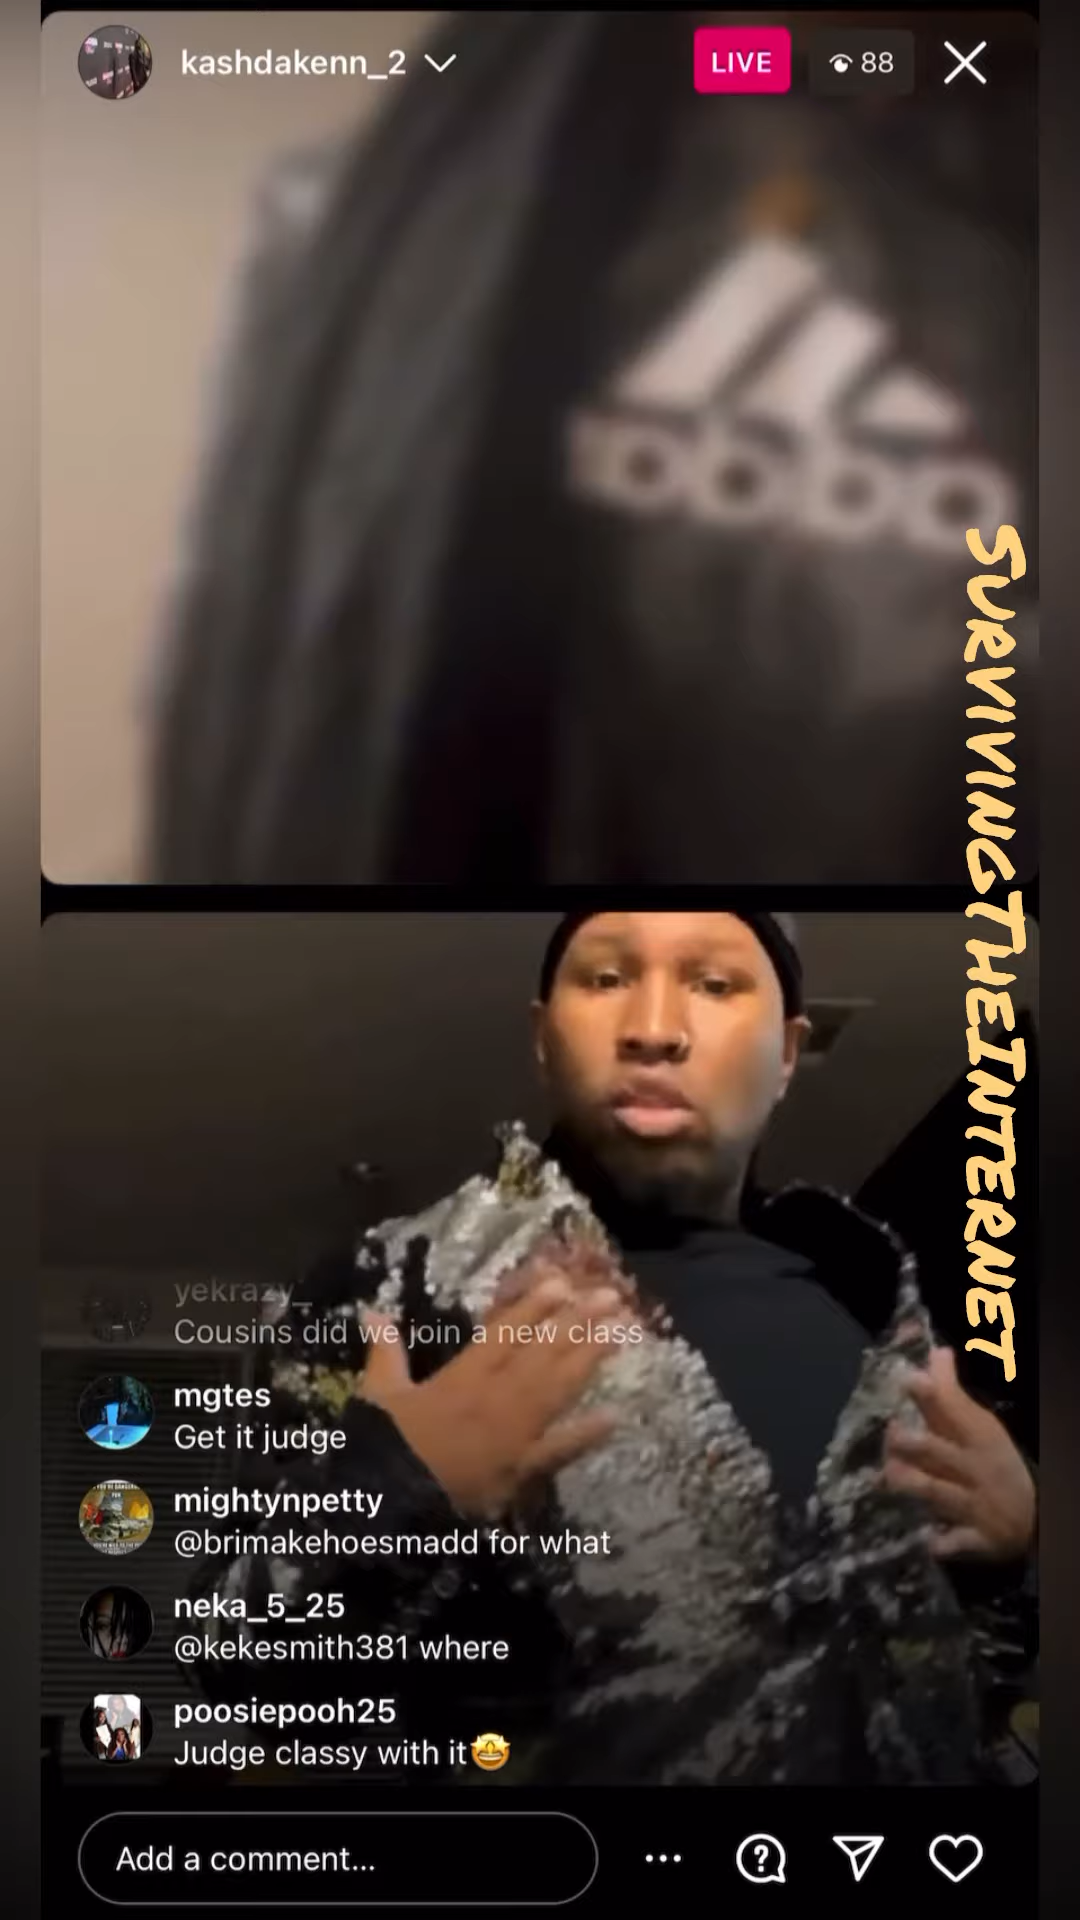 kashdakenn_2
LIVE
88
adidas
SURVIVINGTHEINTERNET
yekrazy_
Cousins did we join a new class
mgtes
Get it judge
mightynpetty
@brimakehoesmadd for what
neka_5_25
@kekesmith381 where
poosiepooh25
Judge classy with it🤩
Add a comment...